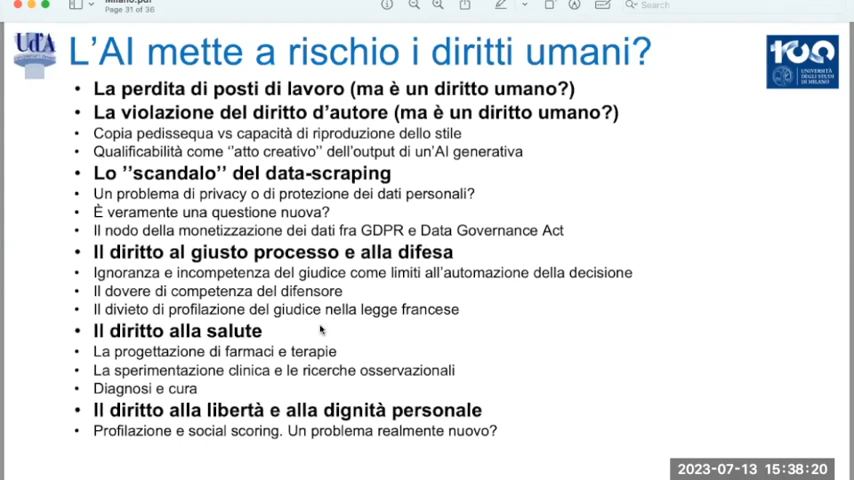 Milano.pdf
Page 31 of 36
Search
Ud'A
L'AI mette a rischio i diritti umani?
100
UNIVERSITÀ
DEGLI STUDI
DI MILANO
• La perdita di posti di lavoro (ma è un diritto umano?)
• La violazione del diritto d'autore (ma è un diritto umano?)
• Copia pedissequa vs capacità di riproduzione dello stile
• Qualificabilità come ''atto creativo'' dell'output di un'AI generativa
• Lo ''scandalo'' del data-scraping
• Un problema di privacy o di protezione dei dati personali?
• È veramente una questione nuova?
• Il nodo della monetizzazione dei dati fra GDPR e Data Governance Act
• Il diritto al giusto processo e alla difesa
• Ignoranza e incompetenza del giudice come limiti all'automazione della decisione
• Il dovere di competenza del difensore
• Il divieto di profilazione del giudice nella legge francese
• Il diritto alla salute
• La progettazione di farmaci e terapie
• La sperimentazione clinica e le ricerche osservazionali
• Diagnosi e cura
• Il diritto alla libertà e alla dignità personale
• Profilazione e social scoring. Un problema realmente nuovo?
2023-07-13 15:38:20